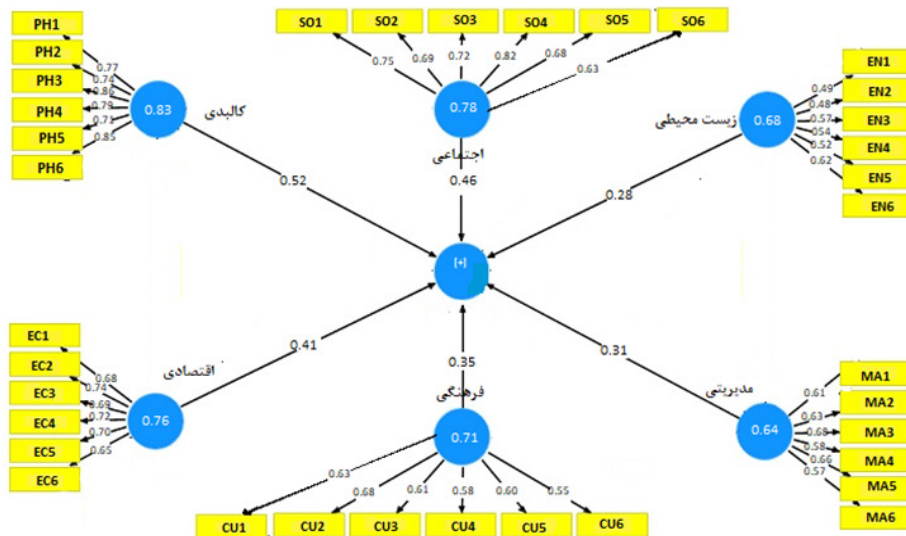 PH1
PH2
PH3
PH4
PH5
PH6
0.77
0.74
0.86
0.79
0.71
0.85
0.83
کالبدی
0.52
SO1
SO2
SO3
SO4
SO5
SO6
0.75
0.69
0.72
0.82
0.68
0.63
0.78
اجتماعی
0.46
EN1
EN2
EN3
EN4
EN5
EN6
0.49
0.48
0.57
054
0.52
0.62
0.68
زیست محیطی
0.28
[+]
EC1
EC2
EC3
EC4
EC5
EC6
0.68
0.74
0.69
0.72
0.70
0.65
0.76
اقتصادی
0.41
0.35
فرهنگی
0.71
0.63
0.68
0.61
0.58
0.60
0.55
CU1
CU2
CU3
CU4
CU5
CU6
0.31
مدیریتی
0.64
0.61
0.63
0.68
0.58
0.66
0.57
MA1
MA2
MA3
MA4
MA5
MA6